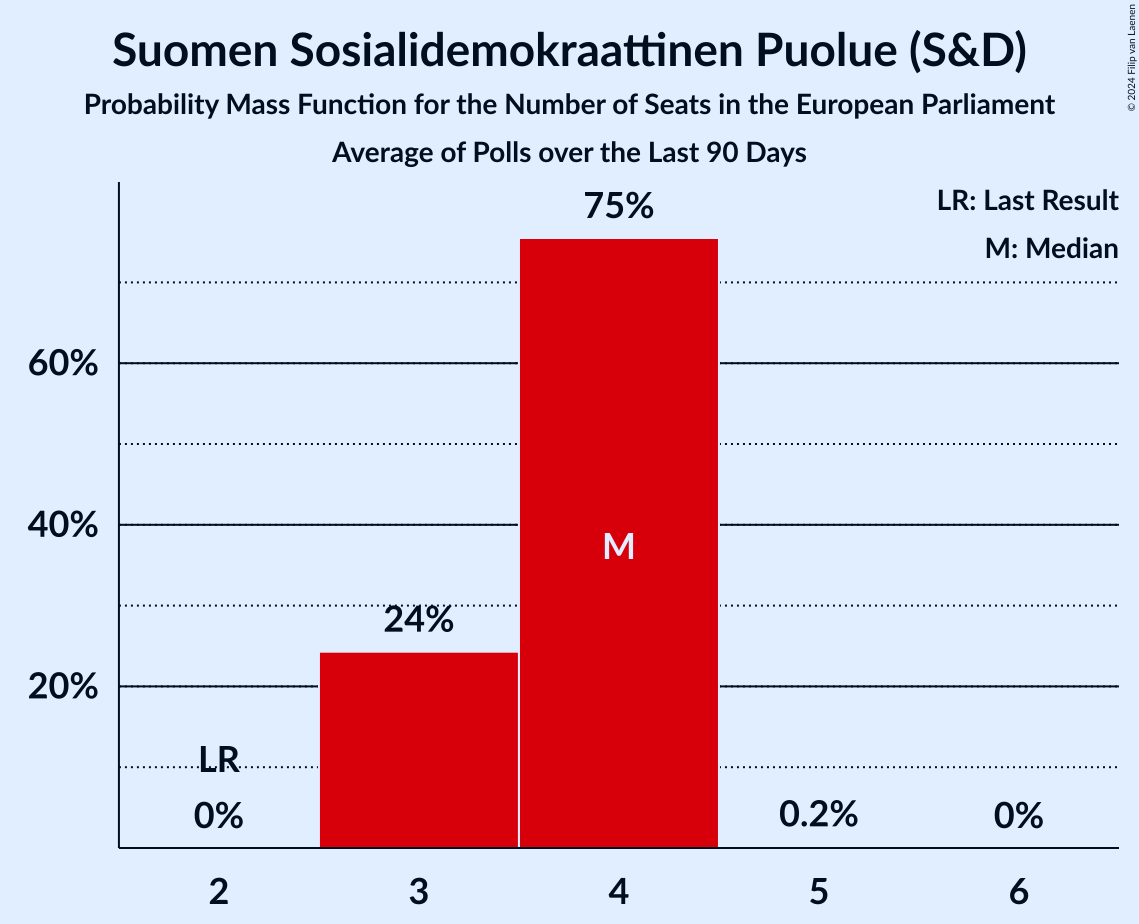 Suomen Sosialidemokraattinen Puolue (S&D)
Probability Mass Function for the Number of Seats in the European Parliament
Average of Polls over the Last 90 Days
© 2024 Filip van Laenen
LR: Last Result
M: Median
75%
60%
40%
M
24%
20%
LR
0%
0.2%
0%
2
3
4
5
6